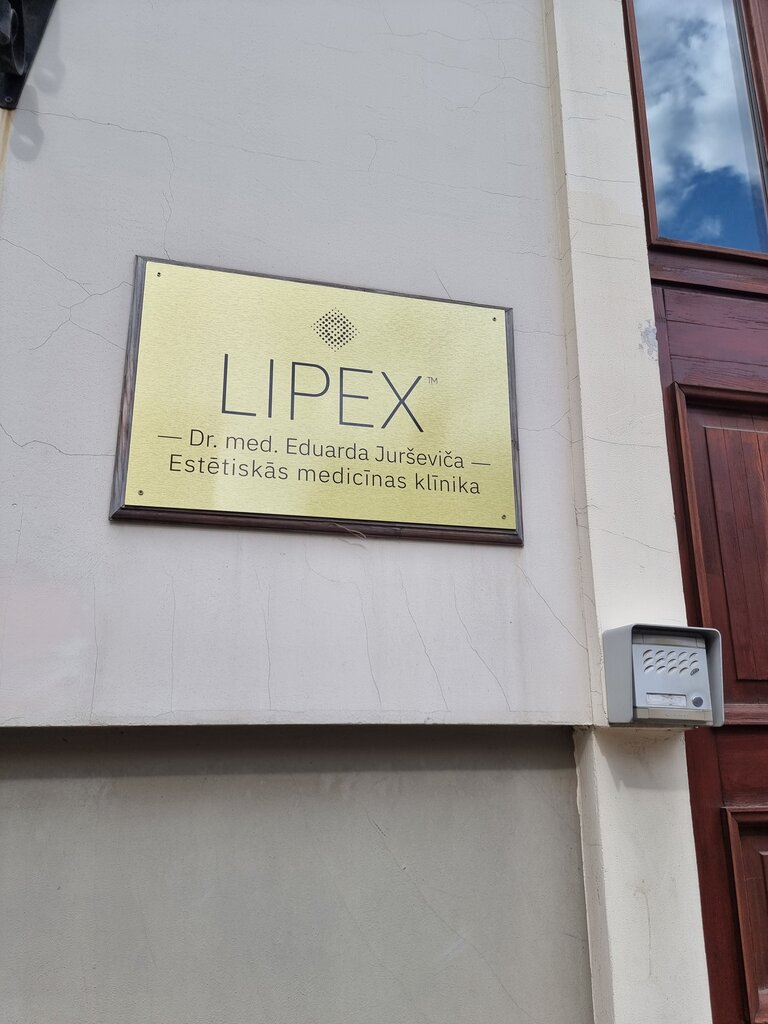 LIPEX™
— Dr. med. Eduarda Jurševiča —
Estētiskās medicīnas klīnika